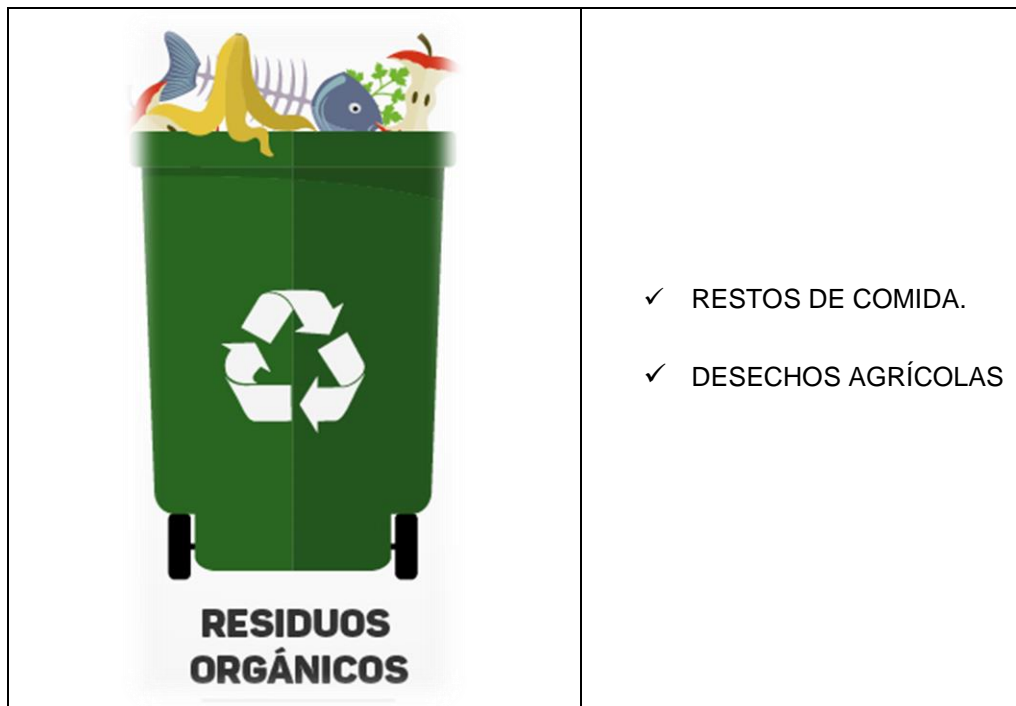 RESIDUOS
ORGÁNICOS
✓ RESTOS DE COMIDA.
✓ DESECHOS AGRÍCOLAS